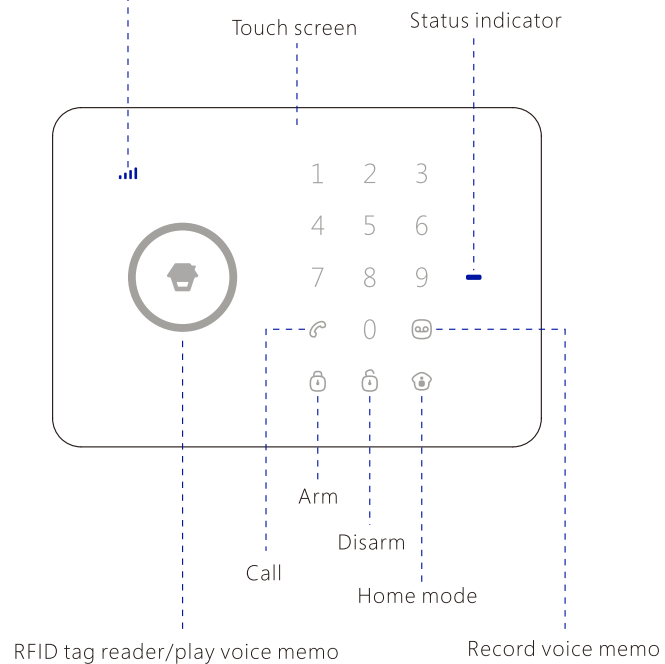 Status indicator
Touch screen
1 2 3
4 5 6
7 8 9
0
Arm
Disarm
Call
Home mode
RFID tag reader/play voice memo
Record voice memo